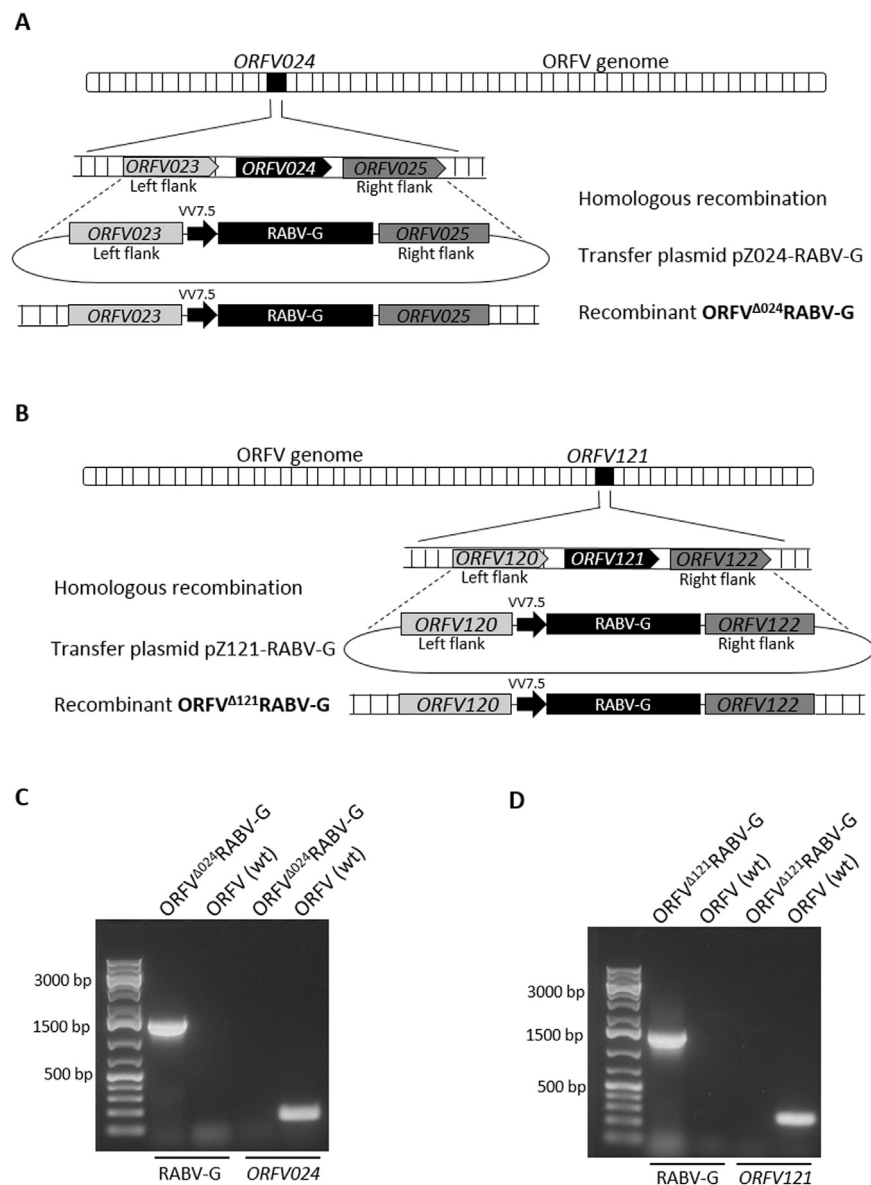 A
ORFV024
ORFV genome
ORFV023
ORFV024
ORFV025
Left flank
Right flank
Homologous recombination
VV7.5
ORFV023
RABV-G
ORFV025
Left flank
Right flank
Transfer plasmid pZ024-RABV-G
VV7.5
ORFV023
RABV-G
ORFV025
Recombinant ORFVΔ024RABV-G
B
ORFV genome
ORFV121
ORFV120
ORFV121
ORFV122
Left flank
Right flank
Homologous recombination
VV7.5
ORFV120
RABV-G
ORFV122
Left flank
Right flank
Transfer plasmid pZ121-RABV-G
VV7.5
Recombinant ORFVΔ121RABV-G
ORFV120
RABV-G
ORFV122
C
ORFVΔ024RABV-G
ORFV (wt)
ORFVΔ024RABV-G
ORFV (wt)
3000 bp
1500 bp
500 bp
RABV-G
ORFV024
D
ORFVΔ121RABV-G
ORFV (wt)
ORFVΔ121RABV-G
ORFV (wt)
3000 bp
1500 bp
500 bp
RABV-G
ORFV121